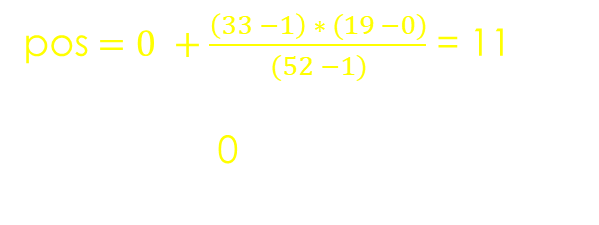 pos = 0 + (33 −1) ∗ (19 −0) / (52 −1) = 11
0